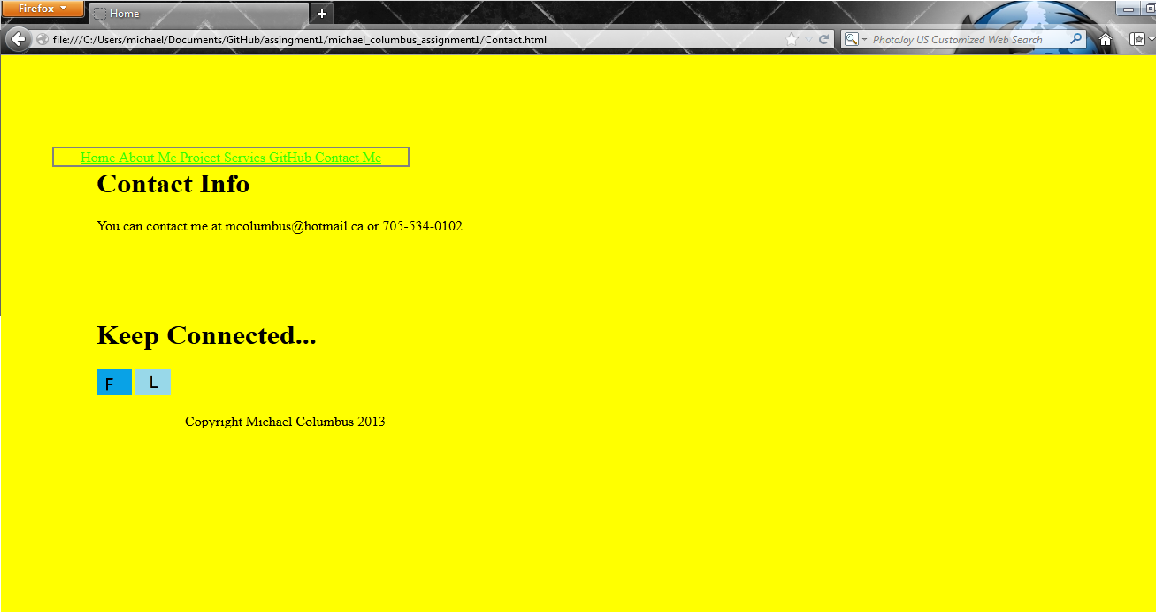 Firefox
Home
file:///C:/Users/michael/Documents/GitHub/assingment1/michael_columbus_assignment1/Contact.html
PhotoJoy US Customized Web Search
Home About Me Project Servies GitHub Contact Me
Contact Info
You can contact me at mcolumbus@hotmail.ca or 705-534-0102
Keep Connected...
F L
Copyright Michael Columbus 2013